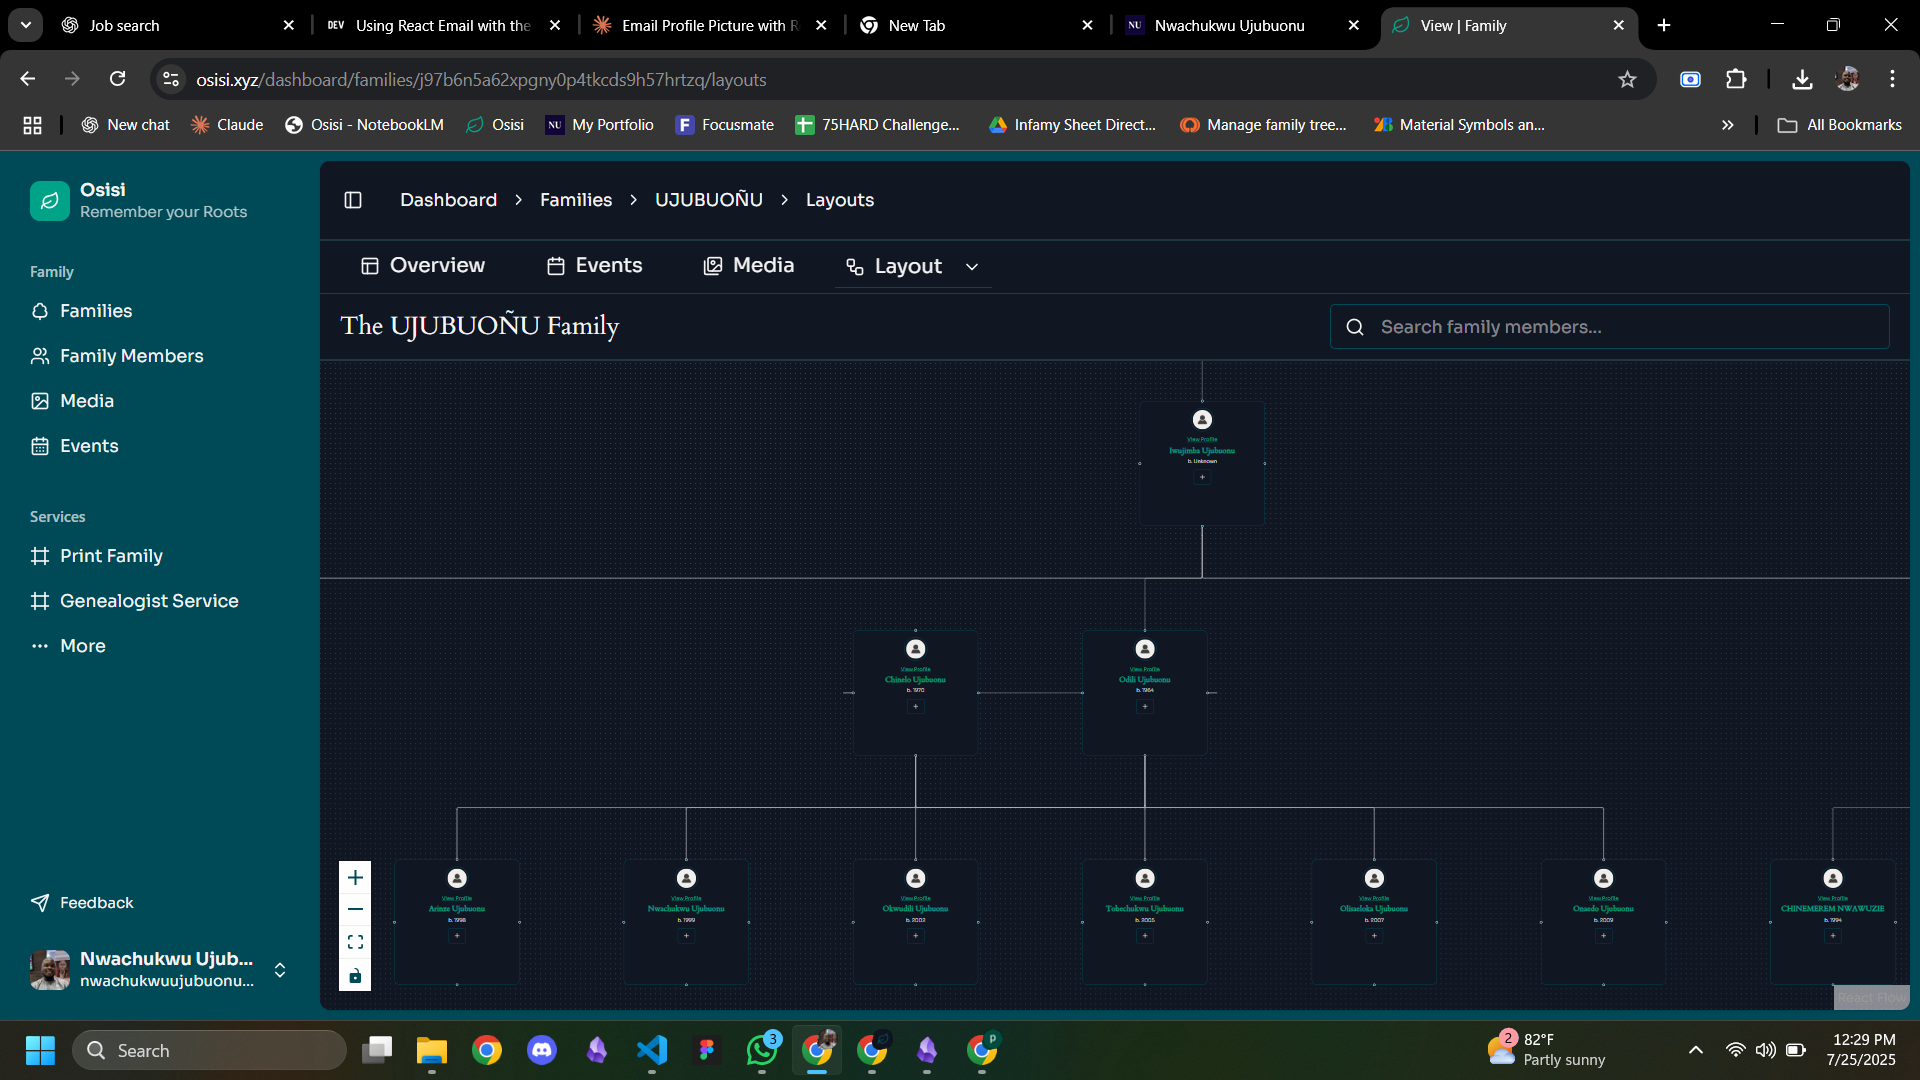 Job search
DEV Using React Email with the
Email Profile Picture with R
New Tab
NU Nwachukwu Ujubuonu
View | Family
osisi.xyz/dashboard/families/j97b6n5a62xpgny0p4tkcds9h57hrtzq/layouts
New chat
Claude
Osisi - NotebookLM
Osisi
NU My Portfolio
F Focusmate
75HARD Challenge...
Infamy Sheet Direct...
Manage family tree...
Material Symbols an...
All Bookmarks
Osisi
Remember your Roots
Family
Families
Family Members
Media
Events
Services
Print Family
Genealogist Service
More
Feedback
Nwachukwu Ujub...
nwachukwuujubuonu...
Dashboard > Families > UJUBUOÑU > Layouts
Overview
Events
Media
Layout
The UJUBUOÑU Family
Search family members...
View Profile
Iwujimba Ujubuonu
b. Unknown
+
View Profile
Chinelo Ujubuonu
b. 1970
+
View Profile
Odili Ujubuonu
b. 1964
+
View Profile
Arinze Ujubuonu
b. 1998
+
View Profile
Nwachukwu Ujubuonu
b. 1999
+
View Profile
Okwudili Ujubuonu
b. 2002
+
View Profile
Tobechukwu Ujubuonu
b. 2005
+
View Profile
Olisaeloka Ujubuonu
b. 2007
+
View Profile
Onaedo Ujubuonu
b. 2009
+
View Profile
CHINEMEREM NWAWUZIE
b. 1994
+
React Flow
Search
3
P
2
82°F
Partly sunny
12:29 PM
7/25/2025